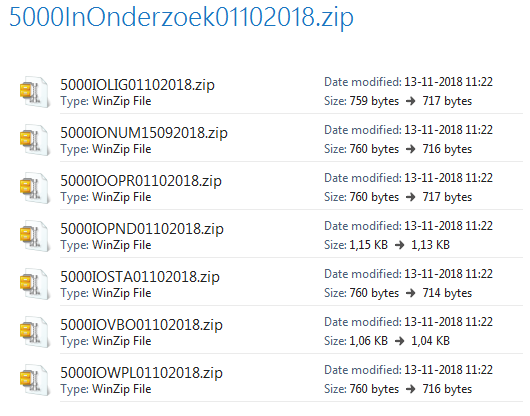 5000InOnderzoek01102018.zip
5000IOLIG01102018.zip Date modified: 13-11-2018 11:22
Type: WinZip File Size: 759 bytes → 717 bytes
5000IONUM15092018.zip Date modified: 13-11-2018 11:22
Type: WinZip File Size: 760 bytes → 716 bytes
5000IOOPR01102018.zip Date modified: 13-11-2018 11:22
Type: WinZip File Size: 760 bytes → 717 bytes
5000IOPND01102018.zip Date modified: 13-11-2018 11:22
Type: WinZip File Size: 1,15 KB → 1,13 KB
5000IOSTA01102018.zip Date modified: 13-11-2018 11:22
Type: WinZip File Size: 760 bytes → 714 bytes
5000IOVBO01102018.zip Date modified: 13-11-2018 11:22
Type: WinZip File Size: 1,06 KB → 1,04 KB
5000IOWPL01102018.zip Date modified: 13-11-2018 11:22
Type: WinZip File Size: 760 bytes → 716 bytes